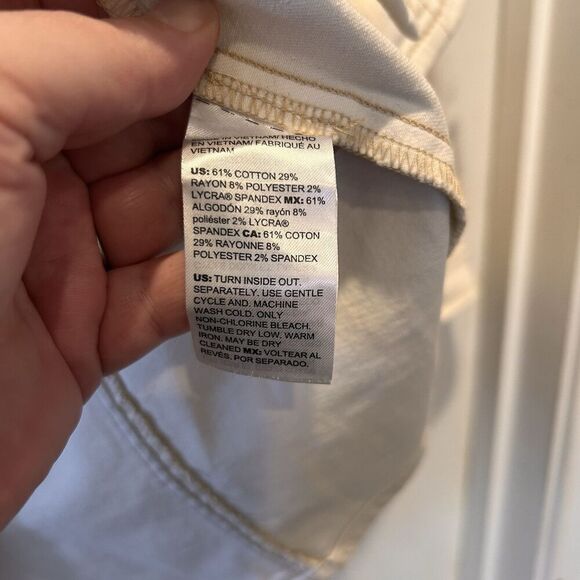 IN VIETNAM/ HECHO
EN VIETNAM/ FABRIQUÉ AU
VIETNAM
US: 61% COTTON 29%
RAYON 8% POLYESTER 2%
LYCRA® SPANDEX MX: 61%
ALGODÓN 29% rayón 8%
poliéster 2% LYCRA®
SPANDEX CA: 61% COTON
29% RAYONNE 8%
POLYESTER 2% SPANDEX
US: TURN INSIDE OUT.
SEPARATELY. USE GENTLE
CYCLE AND. MACHINE
WASH COLD. ONLY
NON-CHLORINE BLEACH.
TUMBLE DRY LOW. WARM
IRON. MAY BE DRY
CLEANED MX: VOLTEAR AL
REVÉS. POR SEPARADO.